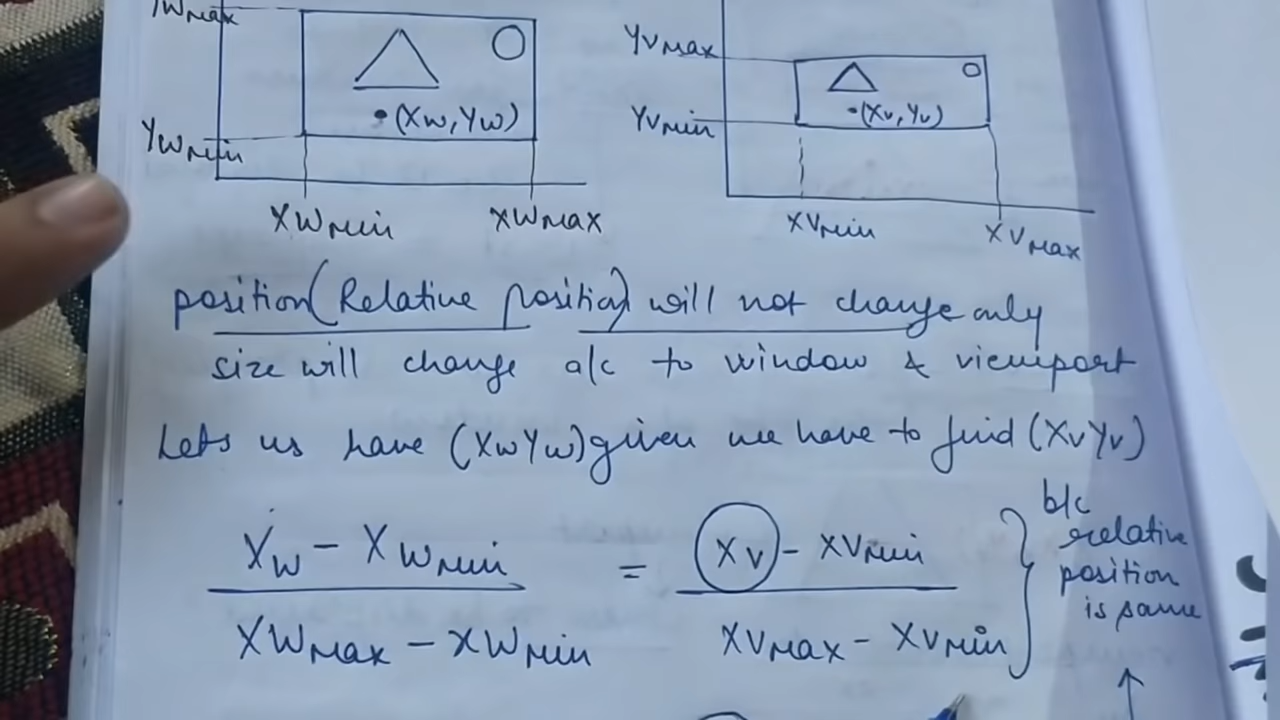 YWmax
YVmax
(Xw, Yw)
(Xv, Yv)
YWmin
YVmin
XWmin
XWmax
XVmin
XVmax
position(Relative position) will not change only
size will change a/c to window & viewport
Lets us have (XwYw)given we have to find (XvYv)
b/c
relative
position
is same
Xw - XWmin = XV - XVmin
XWmax - XWmin
XVmax - XVmin